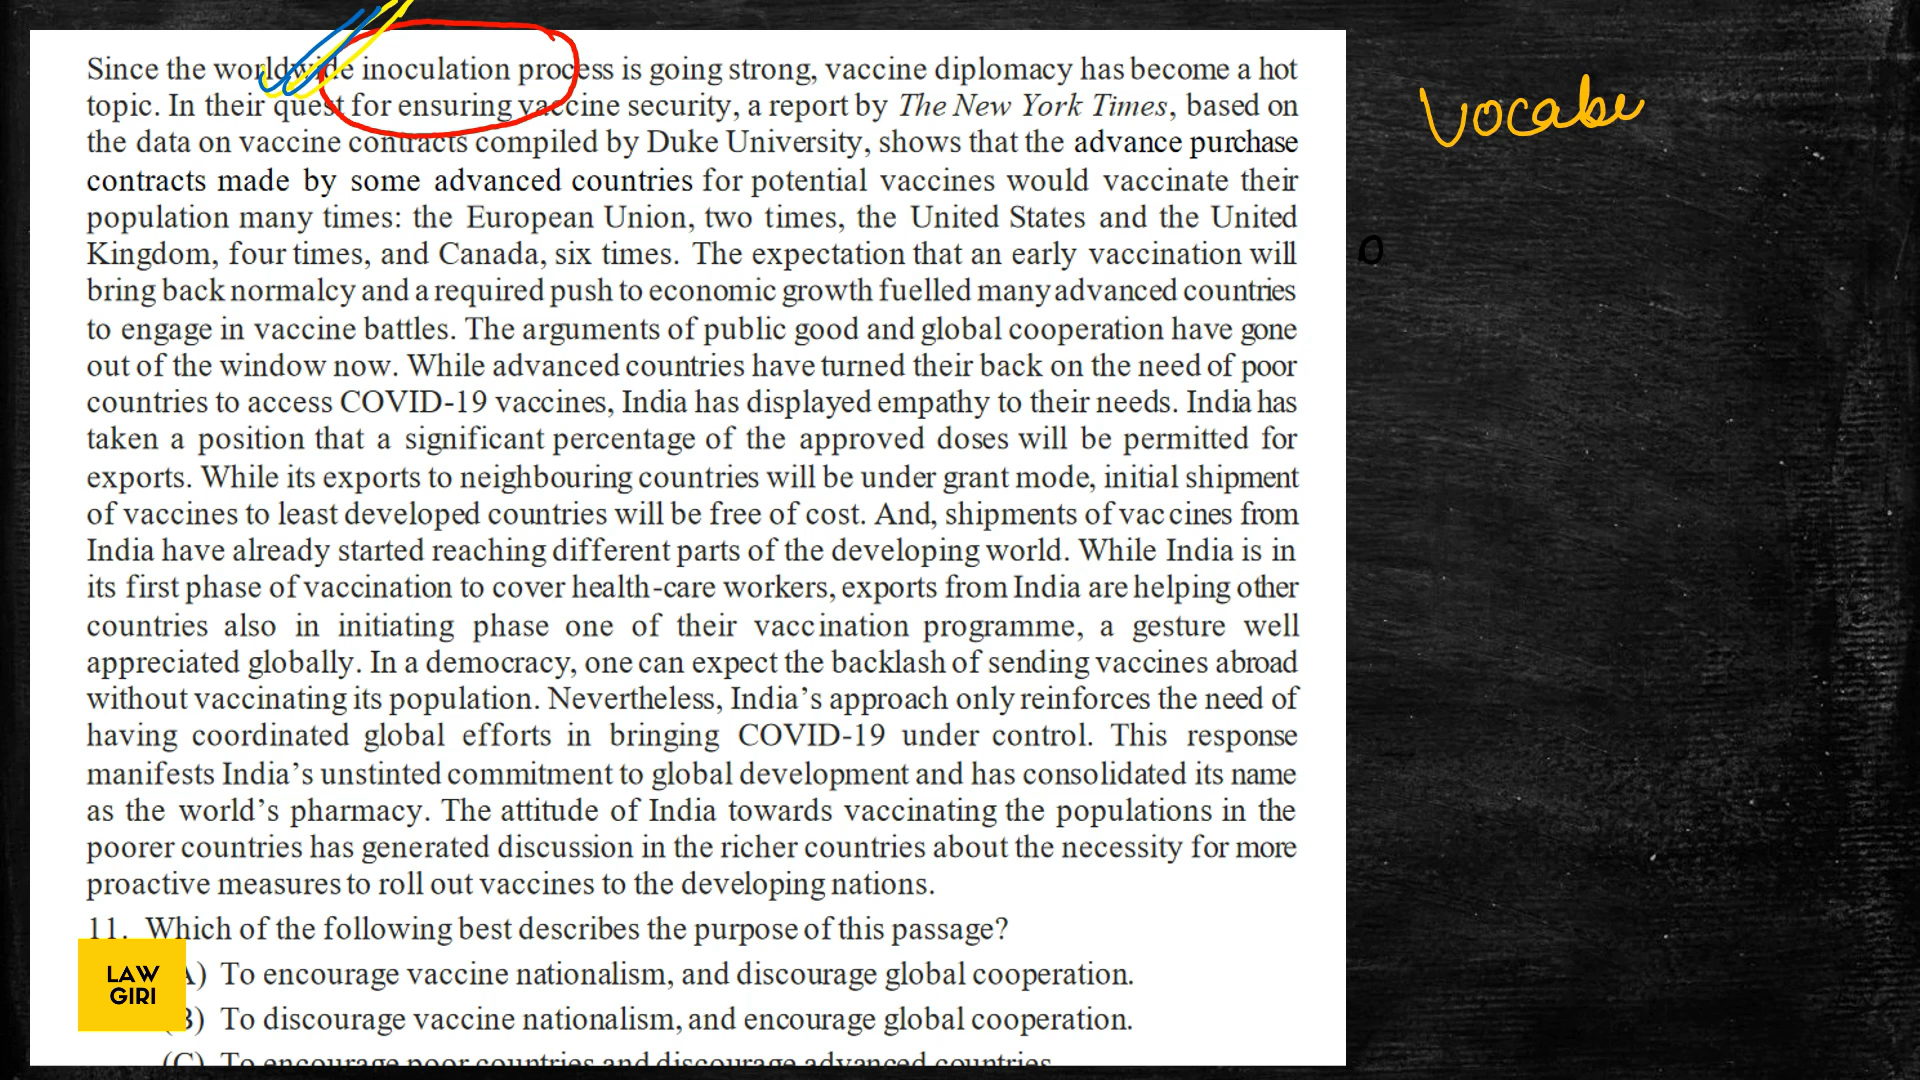 Since the worldwide inoculation process is going strong, vaccine diplomacy has become a hot
topic. In their quest for ensuring vaccine security, a report by The New York Times, based on
the data on vaccine contracts compiled by Duke University, shows that the advance purchase
contracts made by some advanced countries for potential vaccines would vaccinate their
population many times: the European Union, two times, the United States and the United
Kingdom, four times, and Canada, six times. The expectation that an early vaccination will
bring back normalcy and a required push to economic growth fuelled many advanced countries
to engage in vaccine battles. The arguments of public good and global cooperation have gone
out of the window now. While advanced countries have turned their back on the need of poor
countries to access COVID-19 vaccines, India has displayed empathy to their needs. India has
taken a position that a significant percentage of the approved doses will be permitted for
exports. While its exports to neighbouring countries will be under grant mode, initial shipment
of vaccines to least developed countries will be free of cost. And, shipments of vaccines from
India have already started reaching different parts of the developing world. While India is in
its first phase of vaccination to cover health-care workers, exports from India are helping other
countries also in initiating phase one of their vaccination programme, a gesture well
appreciated globally. In a democracy, one can expect the backlash of sending vaccines abroad
without vaccinating its population. Nevertheless, India's approach only reinforces the need of
having coordinated global efforts in bringing COVID-19 under control. This response
manifests India's unstinted commitment to global development and has consolidated its name
as the world's pharmacy. The attitude of India towards vaccinating the populations in the
poorer countries has generated discussion in the richer countries about the necessity for more
proactive measures to roll out vaccines to the developing nations.
11. Which of the following best describes the purpose of this passage?
A) To encourage vaccine nationalism, and discourage global cooperation.
(B) To discourage vaccine nationalism, and encourage global cooperation.
(C) To encourage poor countries and discourage advanced countries.
LAW
GIRI